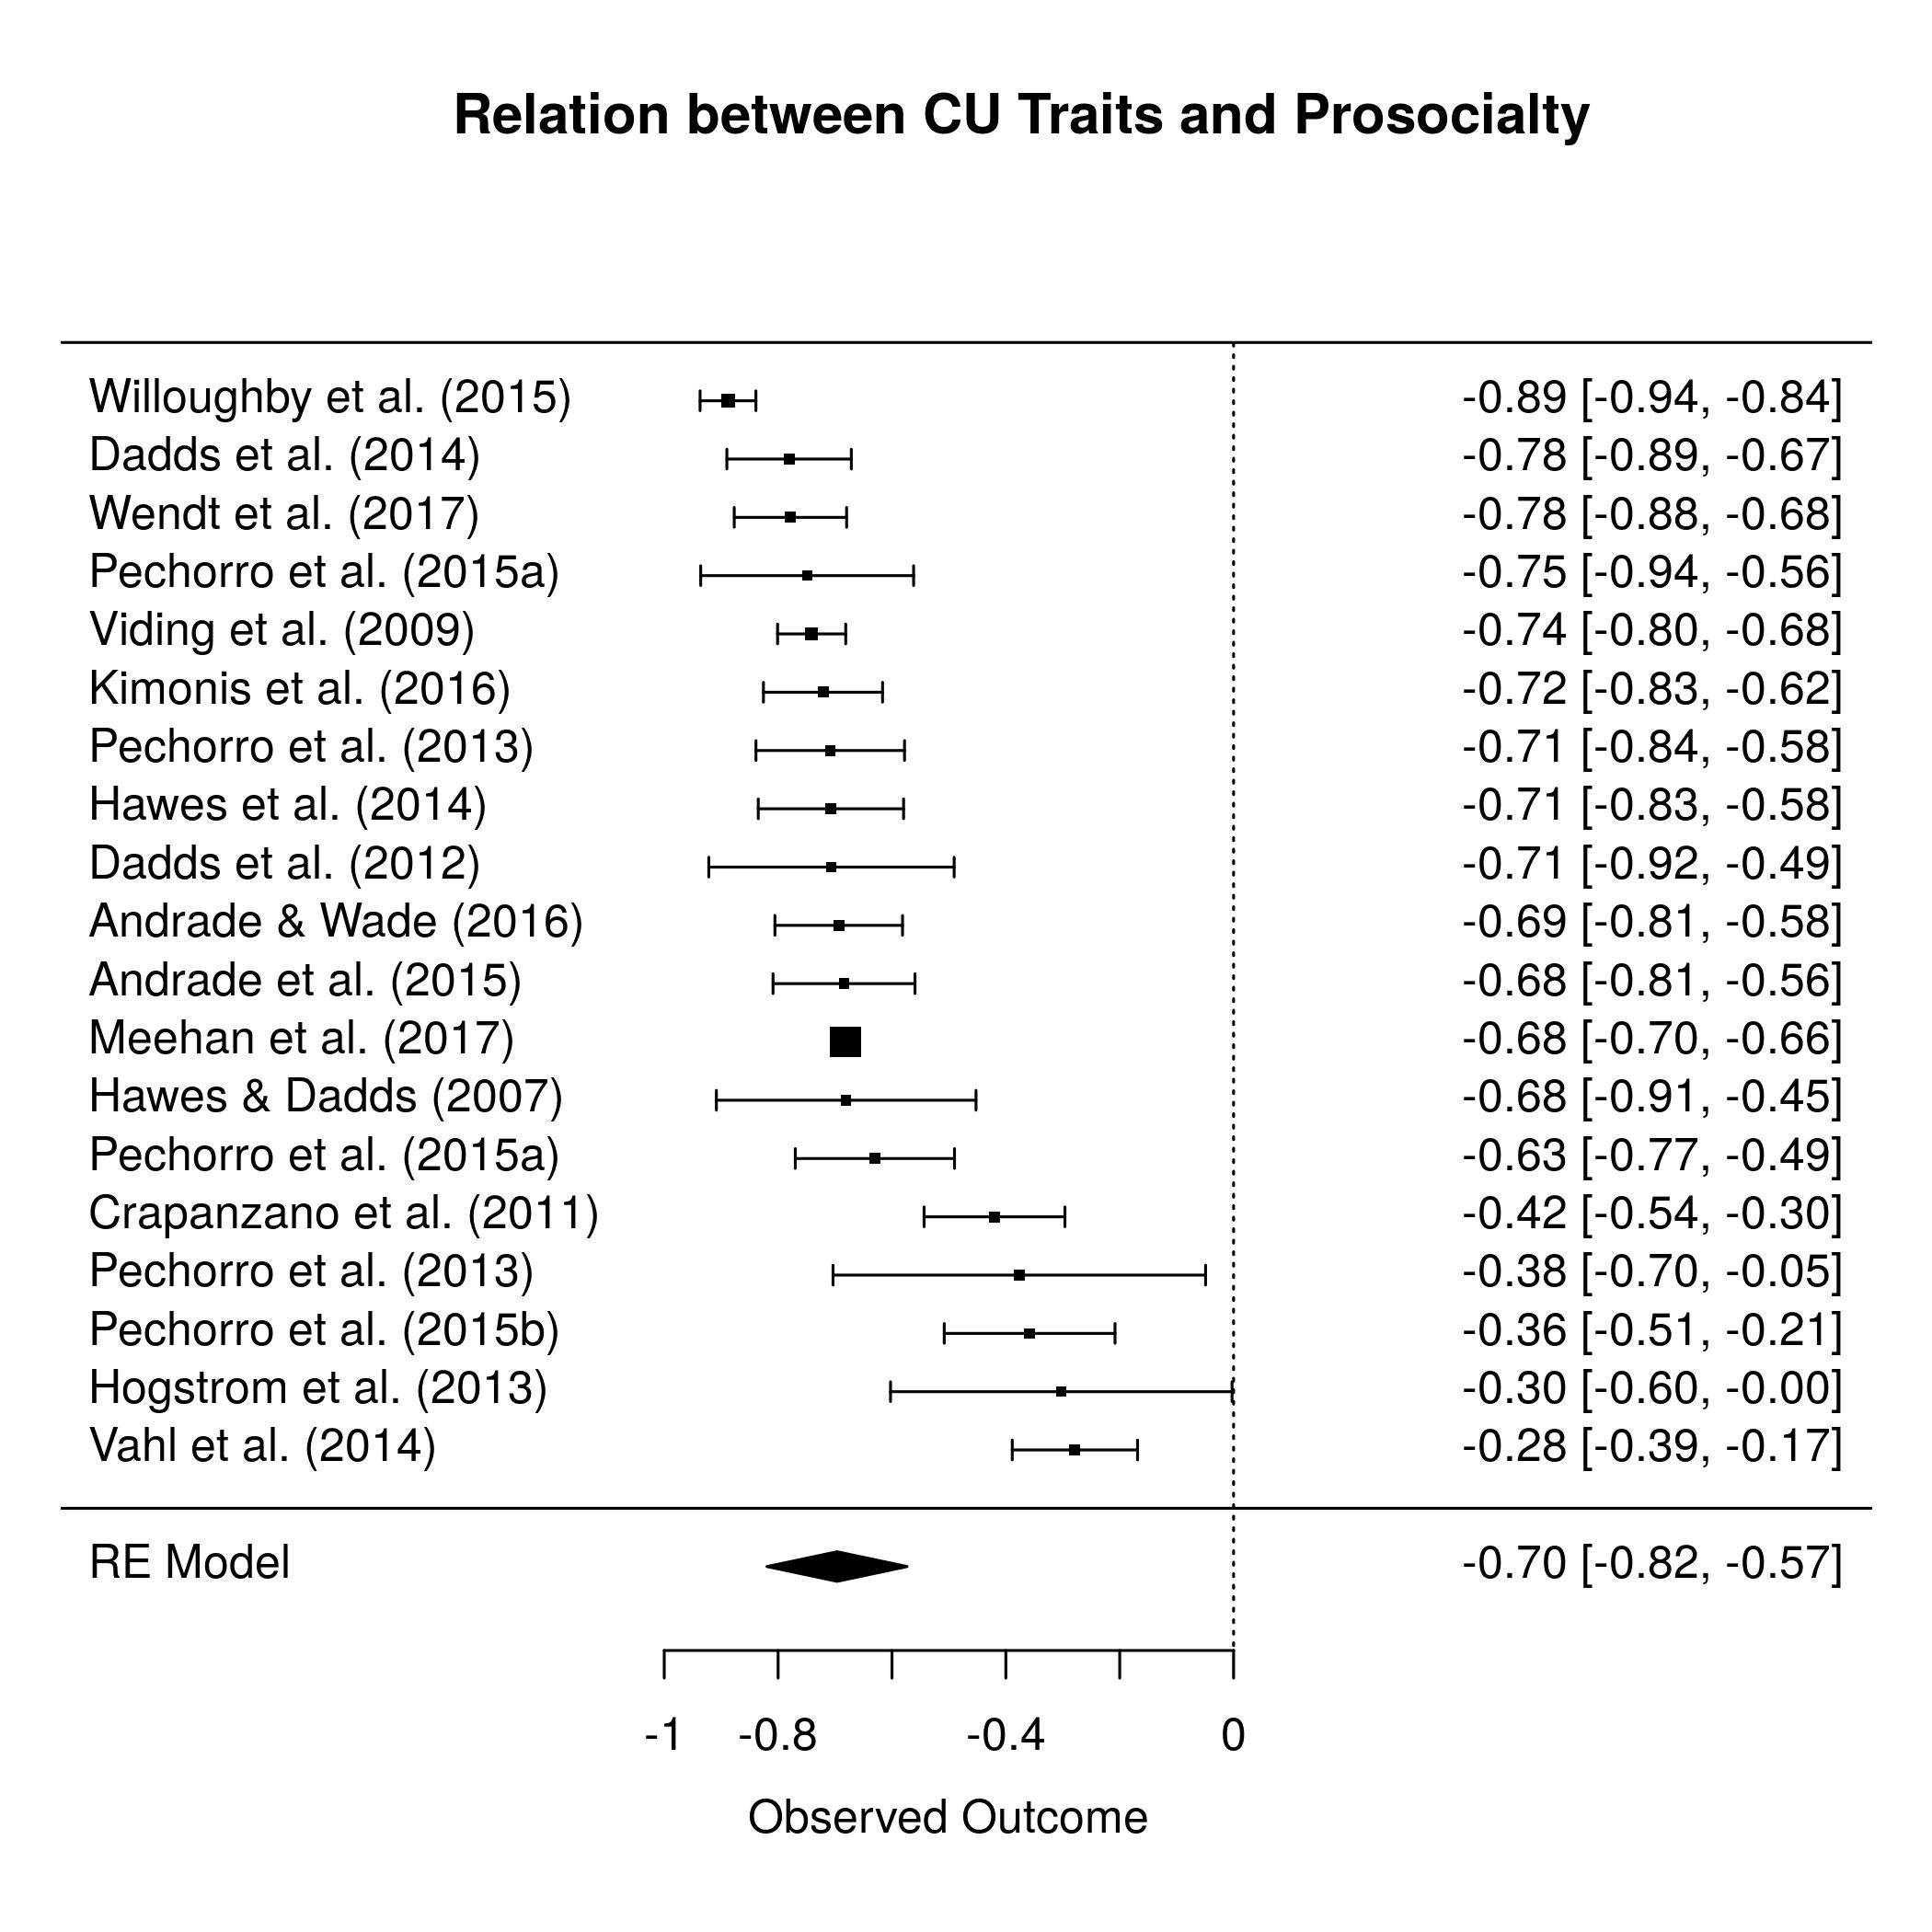 Relation between CU Traits and Prosocialty
Willoughby et al. (2015) -0.89 [-0.94, -0.84]
Dadds et al. (2014) -0.78 [-0.89, -0.67]
Wendt et al. (2017) -0.78 [-0.88, -0.68]
Pechorro et al. (2015a) -0.75 [-0.94, -0.56]
Viding et al. (2009) -0.74 [-0.80, -0.68]
Kimonis et al. (2016) -0.72 [-0.83, -0.62]
Pechorro et al. (2013) -0.71 [-0.84, -0.58]
Hawes et al. (2014) -0.71 [-0.83, -0.58]
Dadds et al. (2012) -0.71 [-0.92, -0.49]
Andrade & Wade (2016) -0.69 [-0.81, -0.58]
Andrade et al. (2015) -0.68 [-0.81, -0.56]
Meehan et al. (2017) -0.68 [-0.70, -0.66]
Hawes & Dadds (2007) -0.68 [-0.91, -0.45]
Pechorro et al. (2015a) -0.63 [-0.77, -0.49]
Crapanzano et al. (2011) -0.42 [-0.54, -0.30]
Pechorro et al. (2013) -0.38 [-0.70, -0.05]
Pechorro et al. (2015b) -0.36 [-0.51, -0.21]
Hogstrom et al. (2013) -0.30 [-0.60, -0.00]
Vahl et al. (2014) -0.28 [-0.39, -0.17]
RE Model -0.70 [-0.82, -0.57]
-1 -0.8 -0.4 0
Observed Outcome